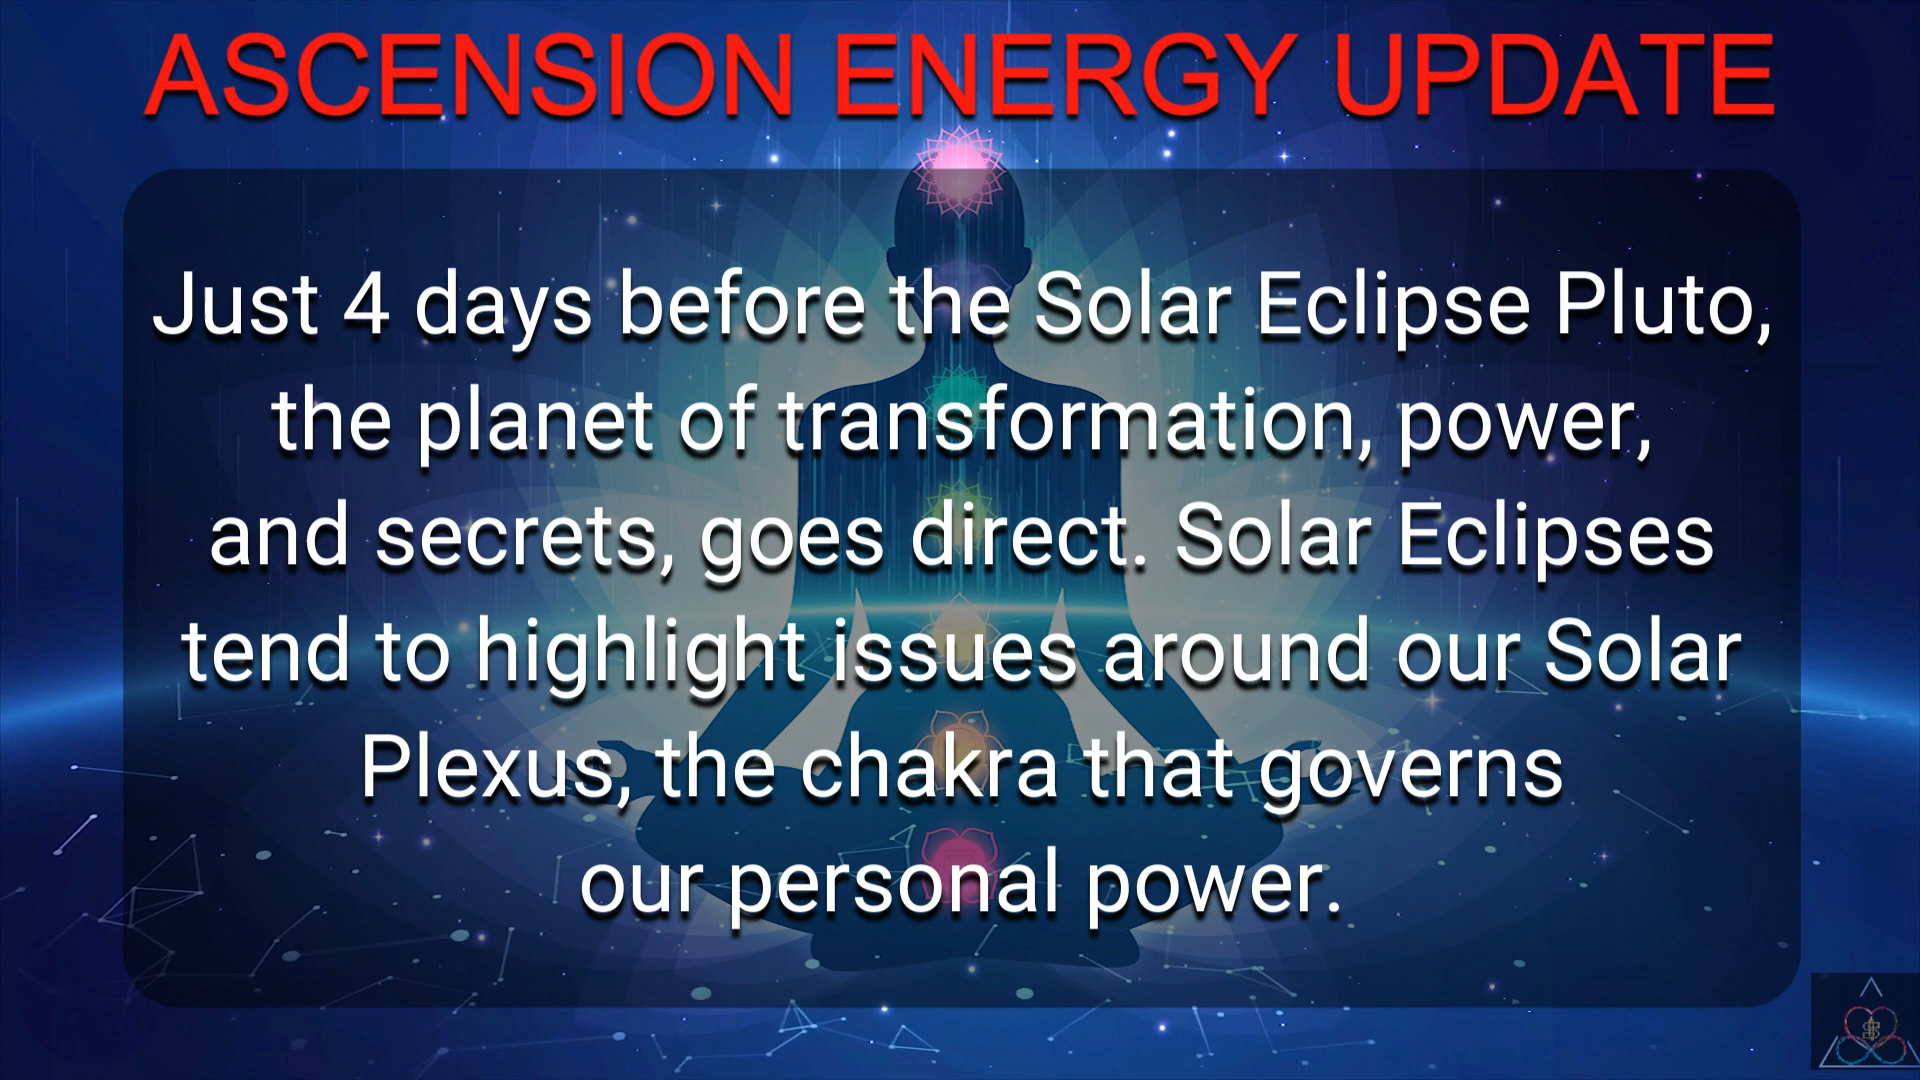 ASCENSION ENERGY UPDATE
Just 4 days before the Solar Eclipse Pluto,
the planet of transformation, power,
and secrets, goes direct. Solar Eclipses
tend to highlight issues around our Solar
Plexus, the chakra that governs
our personal power.